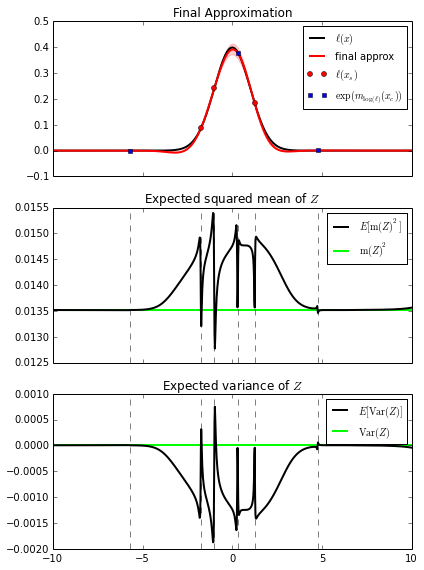 Final Approximation
0.5
0.4
0.3
0.2
0.1
0.0
−0.1
ℓ(x)
final approx
ℓ(x_s)
exp(m_log(ℓ)(x_c))
Expected squared mean of Z
0.0155
0.0150
0.0145
0.0140
0.0135
0.0130
0.0125
E[m(Z)²]
m(Z)²
Expected variance of Z
0.0010
0.0005
0.0000
−0.0005
−0.0010
−0.0015
−0.0020
E[Var(Z)]
Var(Z)
−10 −5 0 5 10